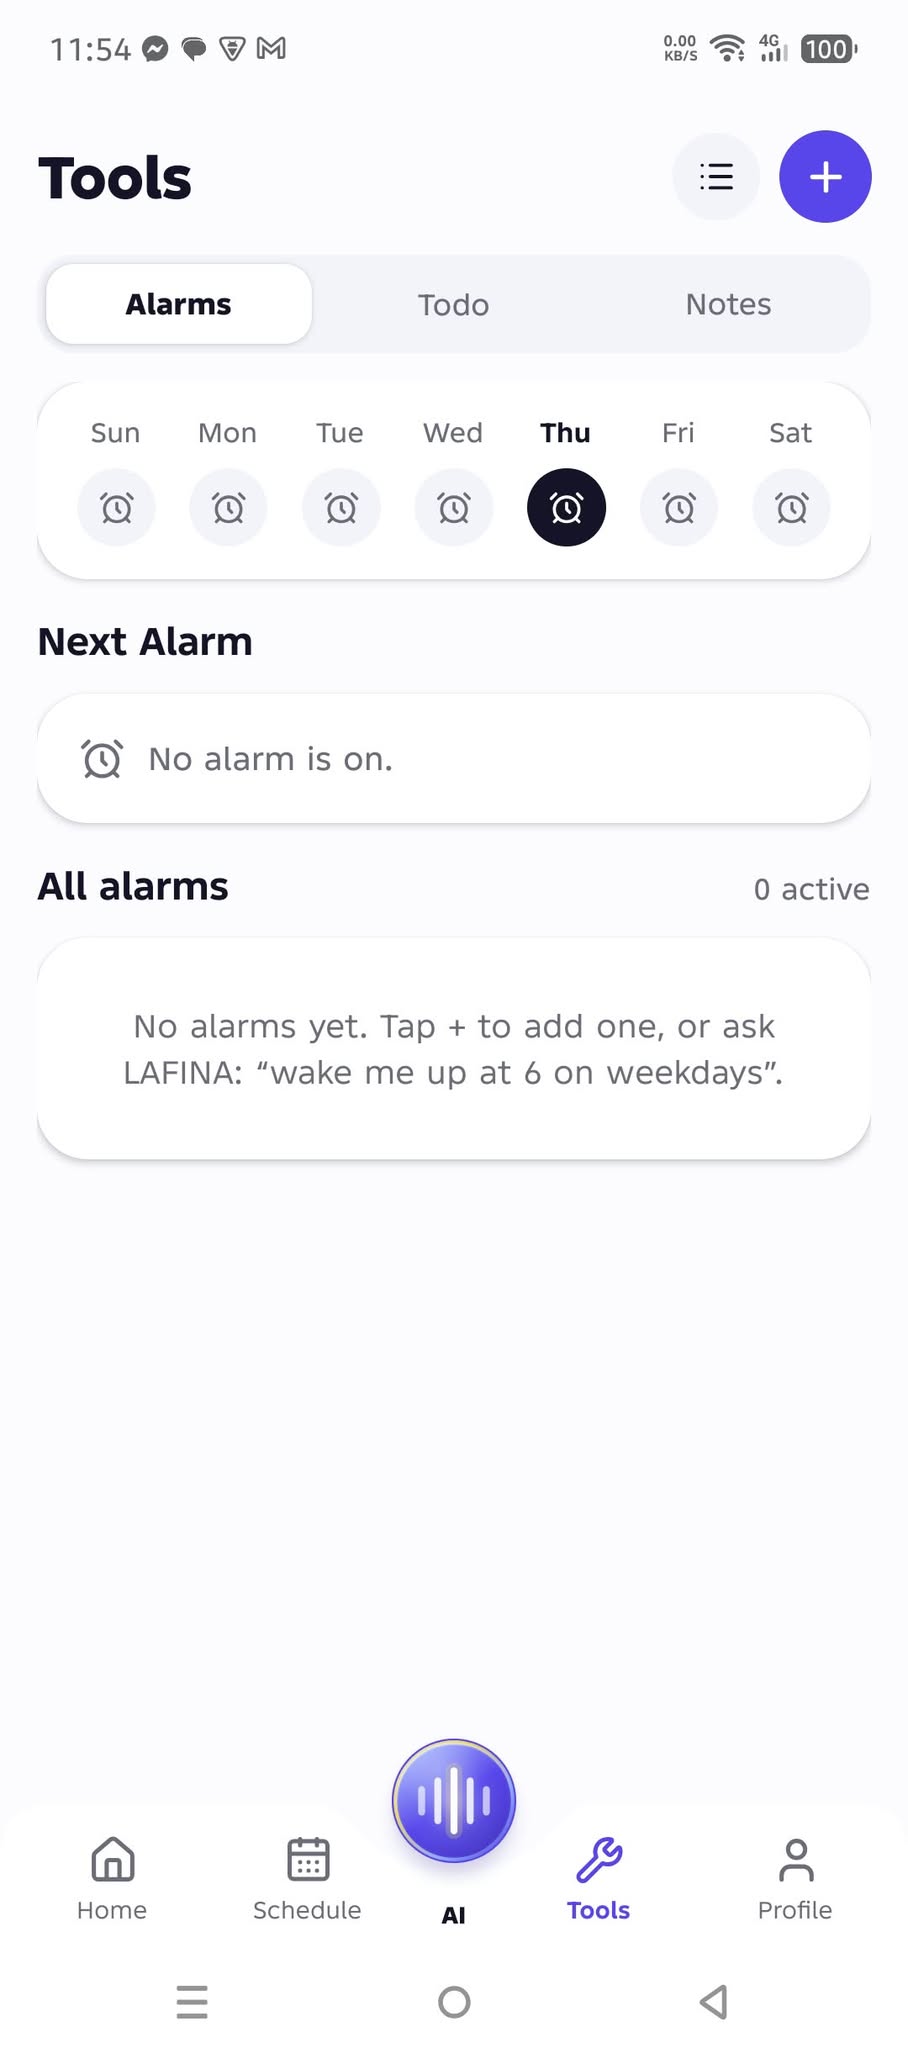 11:54
0.00 KB/S 4G 100
Tools
Alarms Todo Notes
Sun Mon Tue Wed Thu Fri Sat
Next Alarm
No alarm is on.
All alarms 0 active
No alarms yet. Tap + to add one, or ask
LAFINA: “wake me up at 6 on weekdays”.
Home Schedule AI Tools Profile